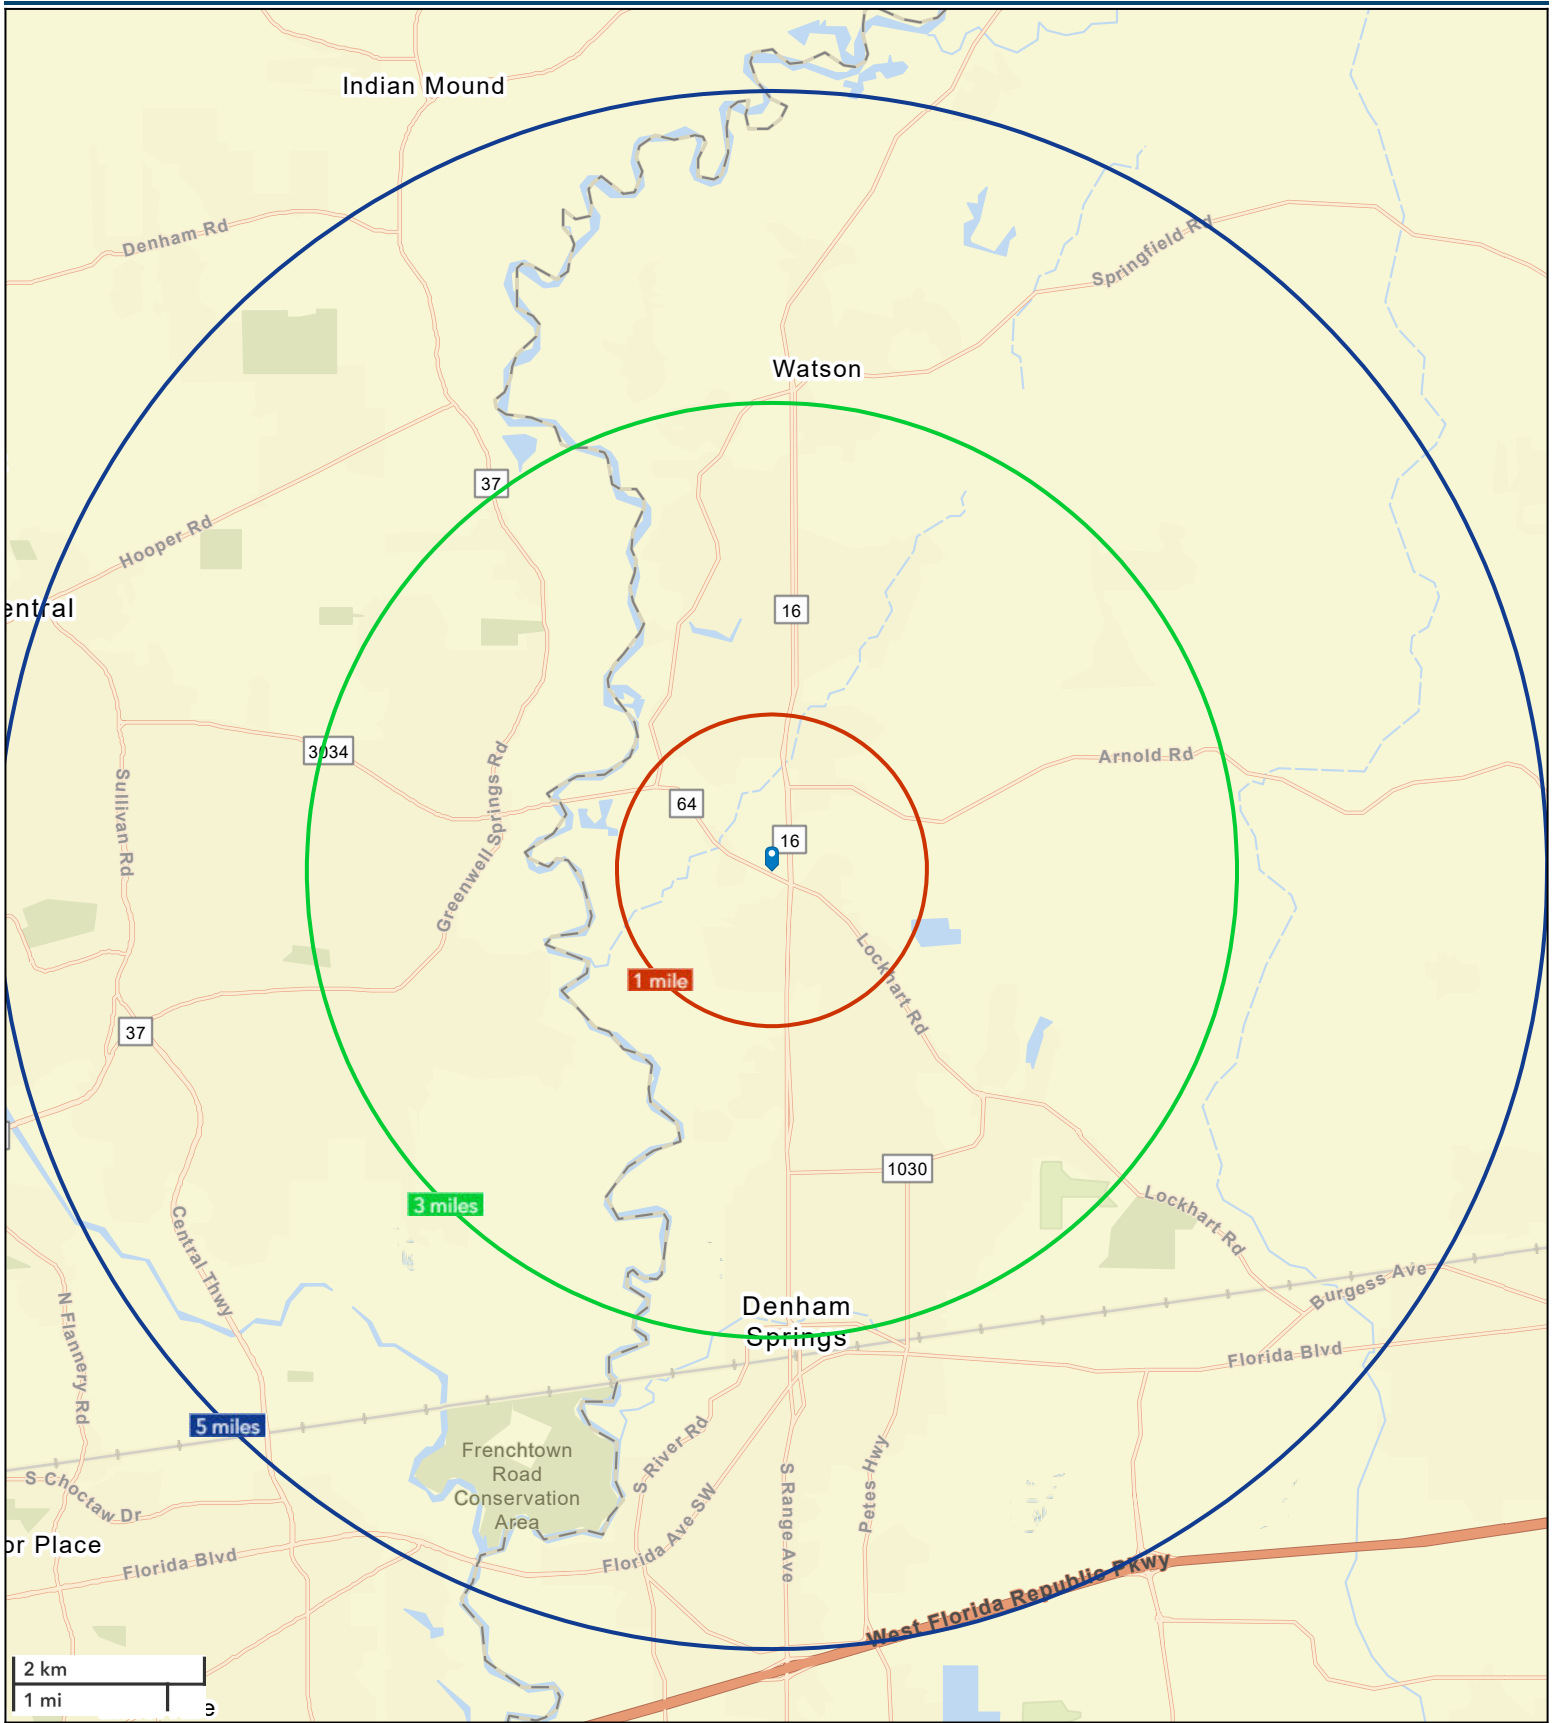 Indian Mound
Denham Rd
Springfield Rd
Watson
37
Hooper Rd
entral
16
3034
Greenwell Springs Rd
Arnold Rd
Sullivan Rd
64
16
Lockhart Rd
1 mile
37
1030
3 miles
Lockhart Rd
Central Thwy
Burgess Ave
Denham
Springs
N Flannery Rd
Florida Blvd
5 miles
Frenchtown
Road
Conservation
Area
S River Rd
Petes Hwy
S Range Ave
S Choctaw Dr
or Place
Florida Blvd
Florida Ave SW
West Florida Republic Pkwy
2 km
1 mi
e